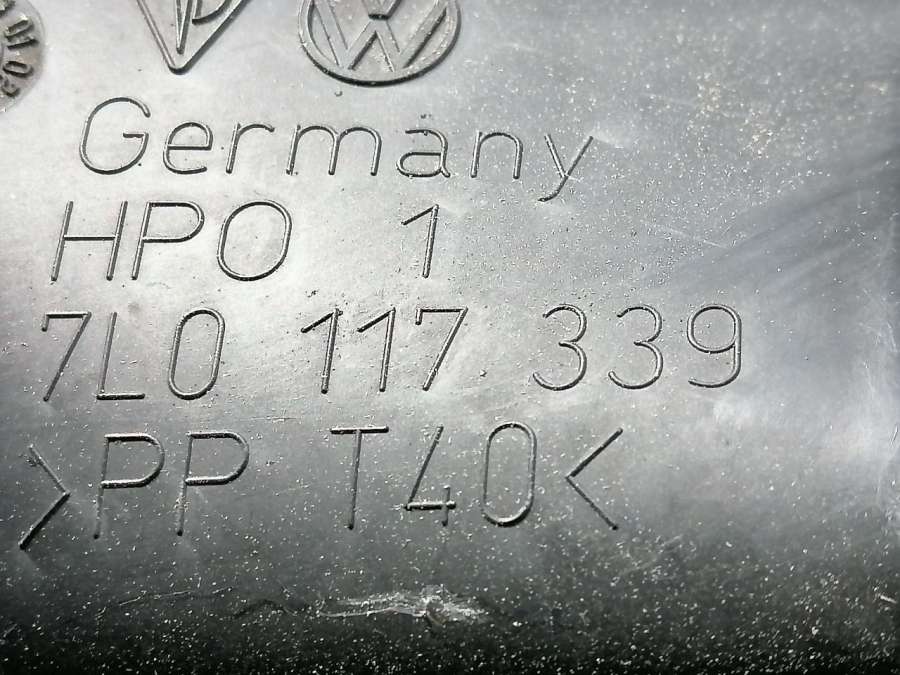 Germany
HPO 1
7L0 117 339
>PP T40<